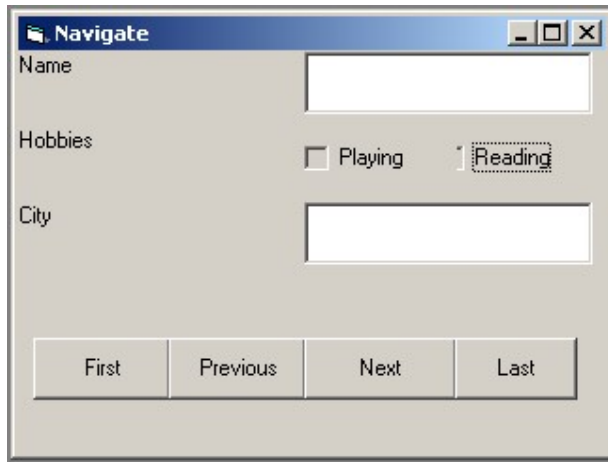 Navigate
Name
Hobbies
Playing Reading
City
First Previous Next Last